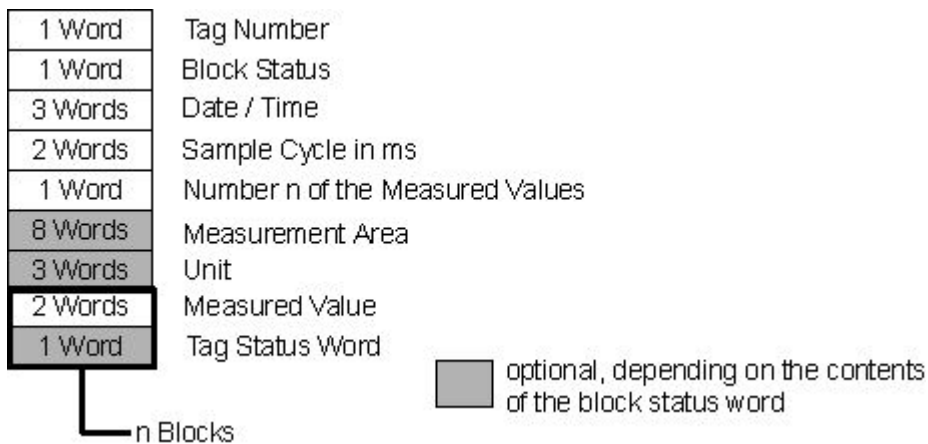 1 Word Tag Number
1 Word Block Status
3 Words Date / Time
2 Words Sample Cycle in ms
1 Word Number n of the Measured Values
8 Words Measurement Area
3 Words Unit
2 Words Measured Value
1 Word Tag Status Word
optional, depending on the contents
of the block status word
n Blocks